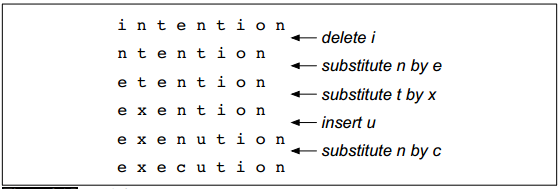 i n t e n t i o n
delete i
n t e n t i o n
substitute n by e
e t e n t i o n
substitute t by x
e x e n t i o n
insert u
e x e n u t i o n
substitute n by c
e x e c u t i o n